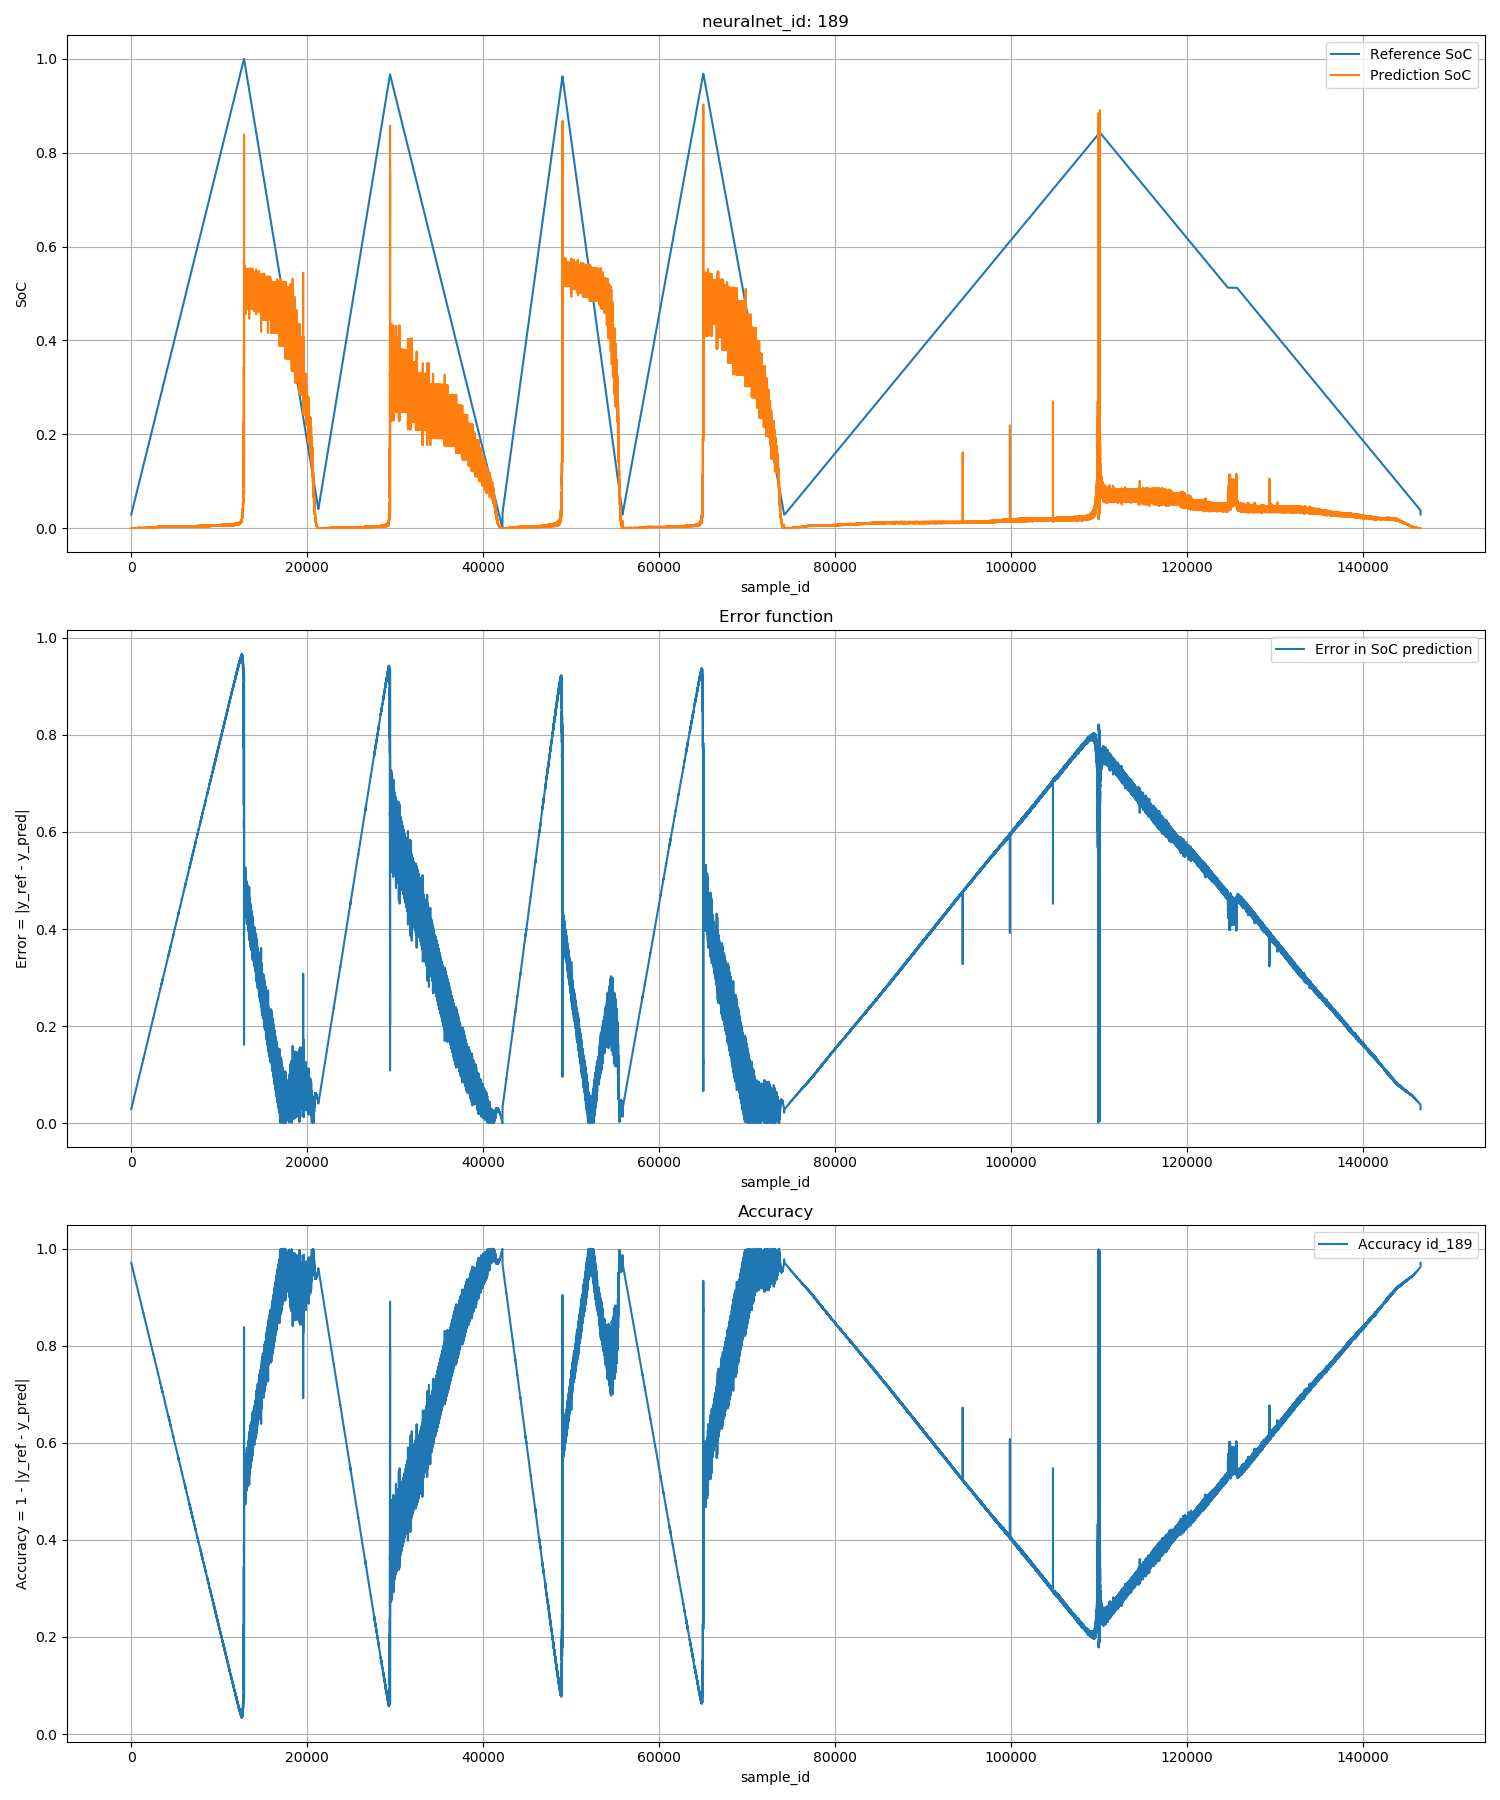 neuralnet_id: 189
Reference SoC
Prediction SoC
SoC
1.0
0.8
0.6
0.4
0.2
0.0
0 20000 40000 60000 80000 100000 120000 140000
sample_id
Error function
Error in SoC prediction
Error = |y_ref - y_pred|
1.0
0.8
0.6
0.4
0.2
0.0
0 20000 40000 60000 80000 100000 120000 140000
sample_id
Accuracy
Accuracy id_189
Accuracy = 1 - |y_ref - y_pred|
1.0
0.8
0.6
0.4
0.2
0.0
0 20000 40000 60000 80000 100000 120000 140000
sample_id